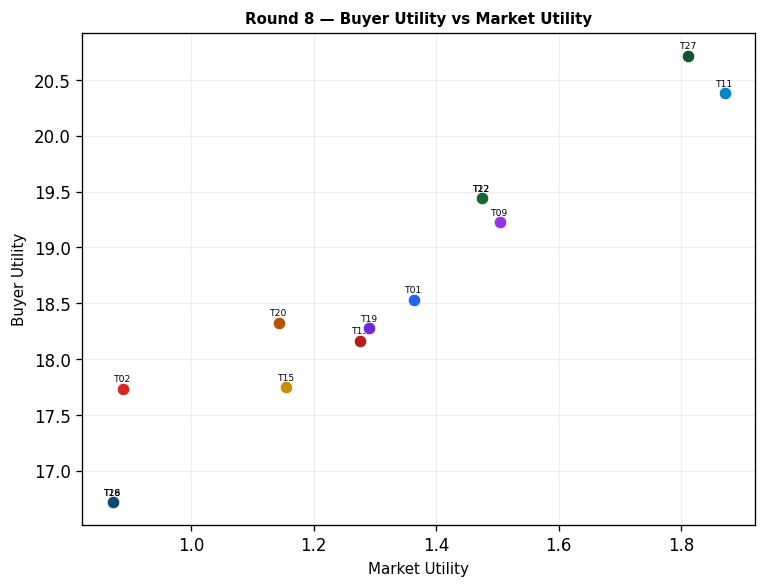 Round 8 — Buyer Utility vs Market Utility
T27
T11
T09
T01
T20
T19
T02
T15
20.5
20.0
19.5
19.0
18.5
18.0
17.5
17.0
Buyer Utility
1.0
1.2
1.4
1.6
1.8
Market Utility